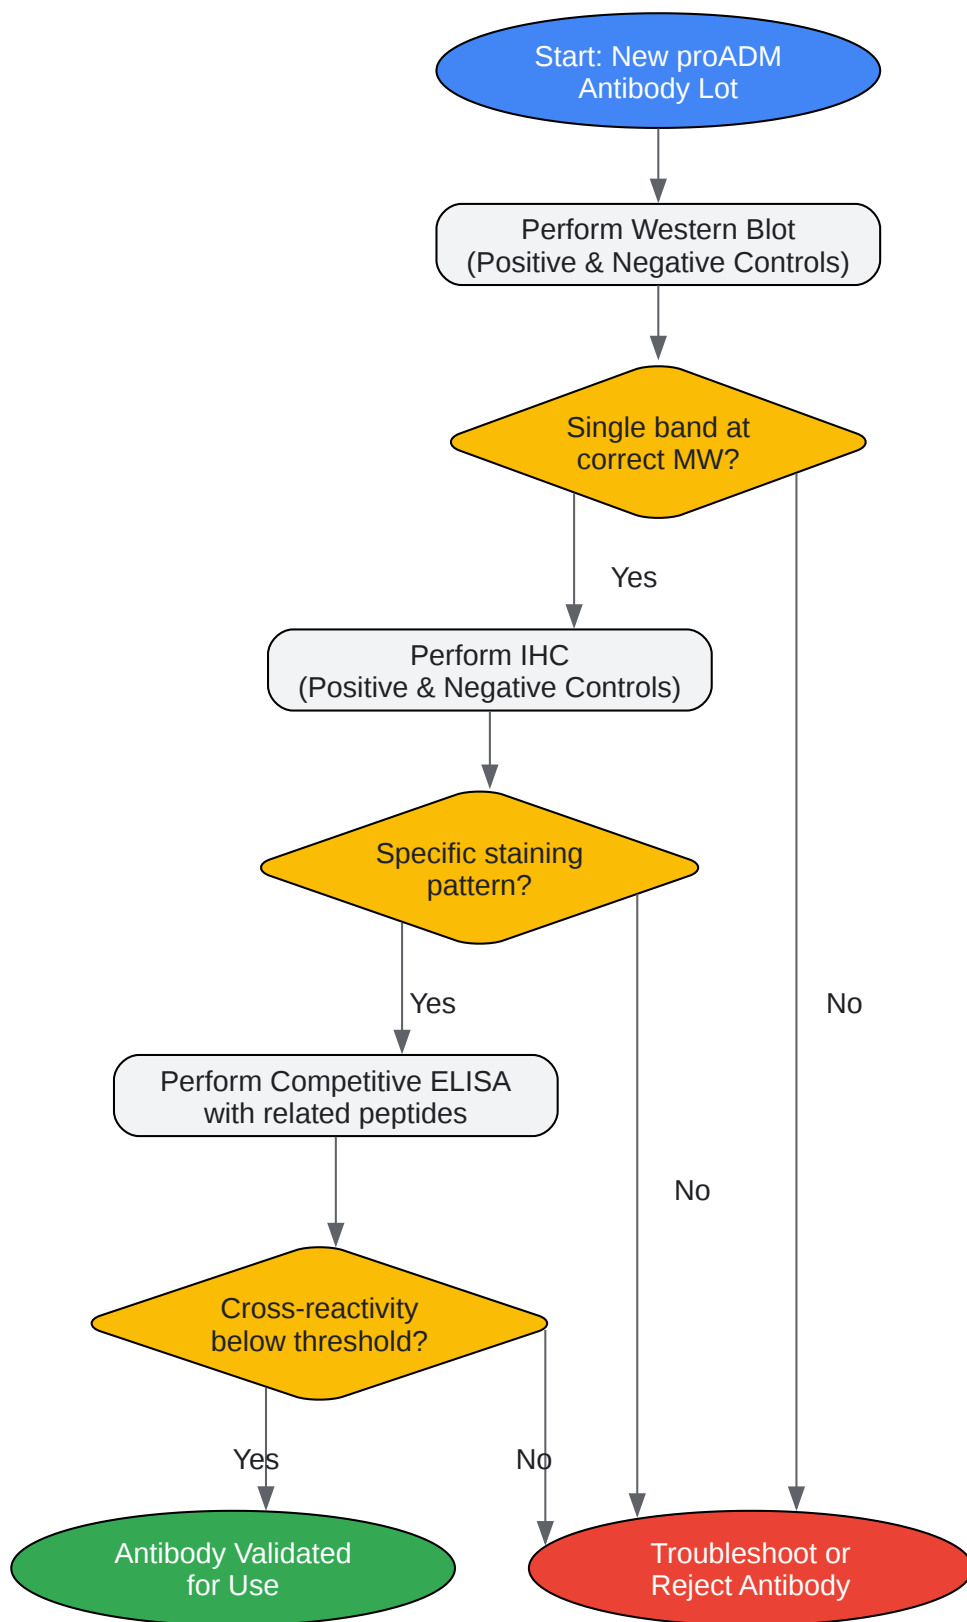 Start: New proADM
Antibody Lot
Perform Western Blot
(Positive & Negative Controls)
Single band at
correct MW?
Yes
Perform IHC
(Positive & Negative Controls)
Specific staining
pattern?
Yes
No
Perform Competitive ELISA
with related peptides
No
Cross-reactivity
below threshold?
Yes
No
Antibody Validated
for Use
Troubleshoot or
Reject Antibody